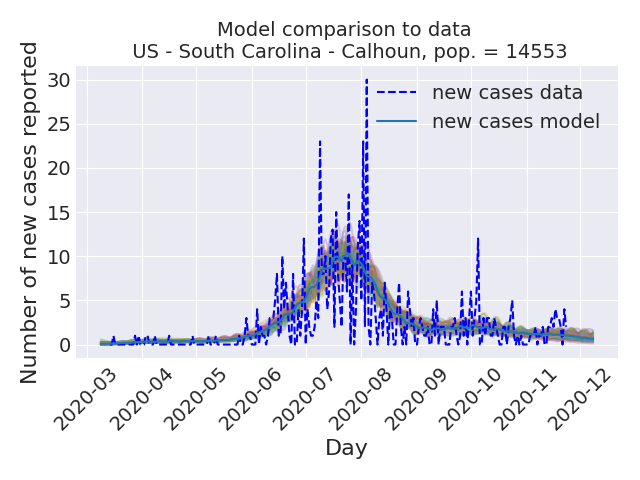 Model comparison to data
US - South Carolina - Calhoun, pop. = 14553
Number of new cases reported
30
25
20
15
10
5
0
new cases data
new cases model
2020-03
2020-04
2020-05
2020-06
2020-07
2020-08
2020-09
2020-10
2020-11
2020-12
Day